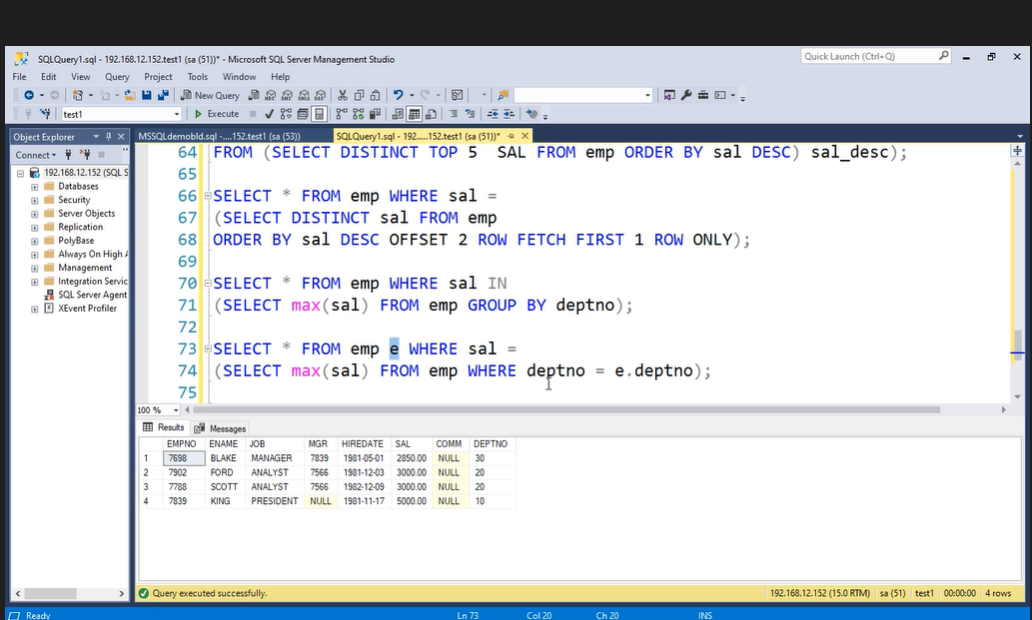 SQLQuery1.sql - 192.168.12.152.test1 (sa (51))* - Microsoft SQL Server Management Studio
Quick Launch (Ctrl+Q)
File Edit View Query Project Tools Window Help
New Query
test1 Execute
Object Explorer
MSSQLdemobld.sql -....152.test1 (sa (53))
SQLQuery1.sql - 192....152.test1 (sa (51))*
Connect
192.168.12.152 (SQL S
Databases
Security
Server Objects
Replication
PolyBase
Always On High A
Management
Integration Servic
SQL Server Agent
XEvent Profiler
64 FROM (SELECT DISTINCT TOP 5 SAL FROM emp ORDER BY sal DESC) sal_desc);
65
66 SELECT * FROM emp WHERE sal =
67 (SELECT DISTINCT sal FROM emp
68 ORDER BY sal DESC OFFSET 2 ROW FETCH FIRST 1 ROW ONLY);
69
70 SELECT * FROM emp WHERE sal IN
71 (SELECT max(sal) FROM emp GROUP BY deptno);
72
73 SELECT * FROM emp e WHERE sal =
74 (SELECT max(sal) FROM emp WHERE deptno = e.deptno);
75
100 %
Results Messages
EMPNO ENAME JOB MGR HIREDATE SAL COMM DEPTNO
1 7698 BLAKE MANAGER 7839 1981-05-01 2850.00 NULL 30
2 7902 FORD ANALYST 7566 1981-12-03 3000.00 NULL 20
3 7788 SCOTT ANALYST 7566 1982-12-09 3000.00 NULL 20
4 7839 KING PRESIDENT NULL 1981-11-17 5000.00 NULL 10
Query executed successfully. 192.168.12.152 (15.0 RTM) sa (51) test1 00:00:00 4 rows
Ready Ln 73 Col 20 Ch 20 INS